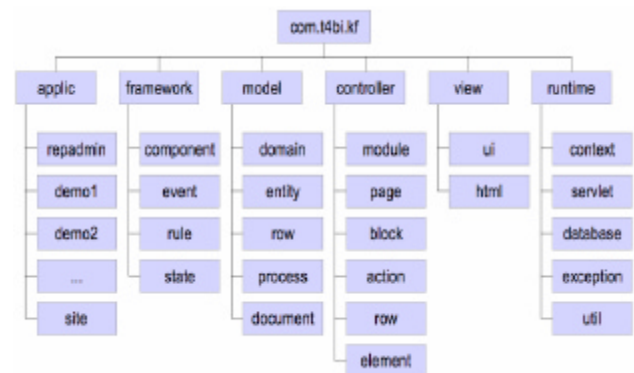 com.t4bi.kf
applic framework model controller view runtime
repadmin component domain module ui context
demo1 event entity page html servlet
demo2 rule row block database
... state process action exception
site document row util
element